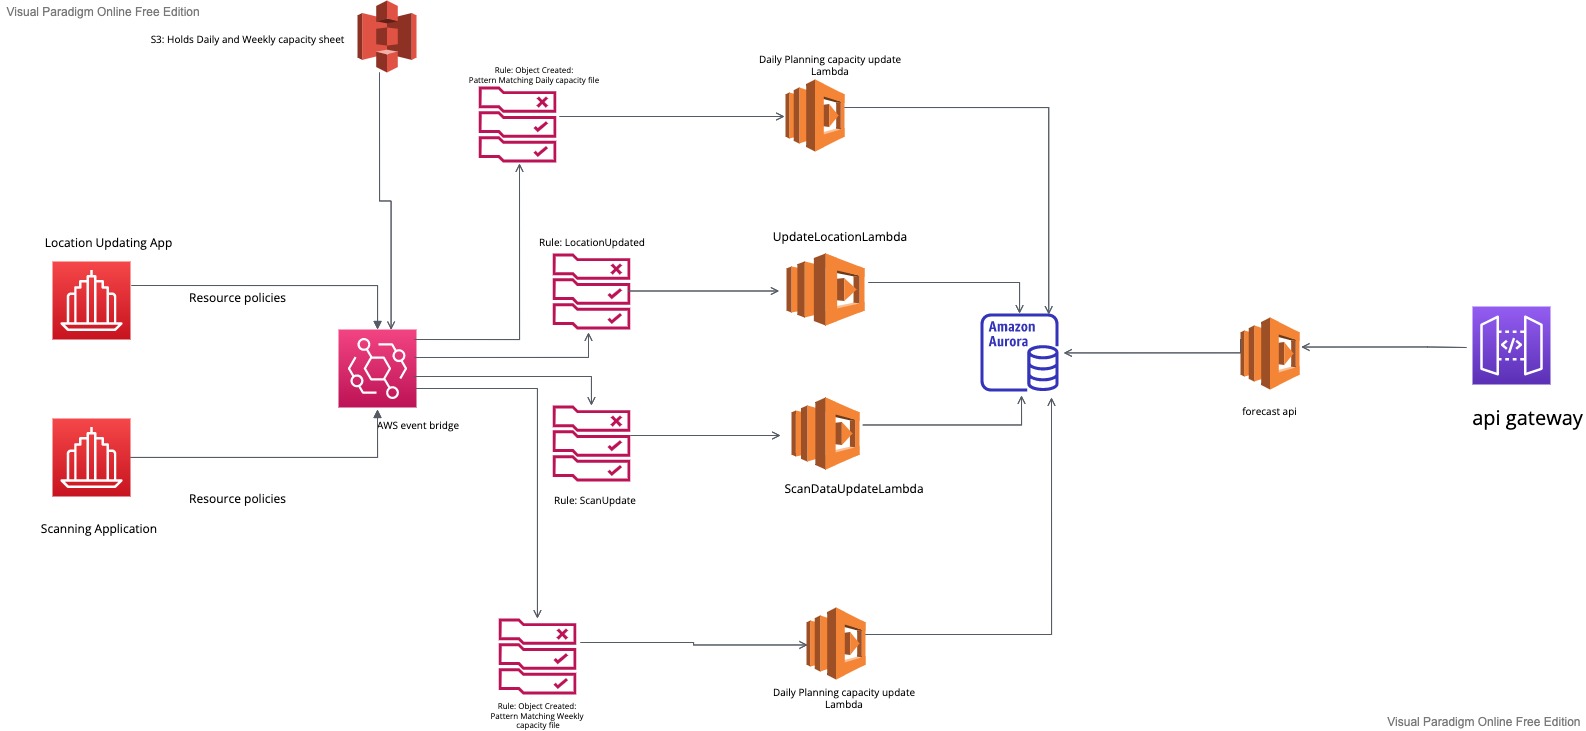 Visual Paradigm Online Free Edition
S3: Holds Daily and Weekly capacity sheet
Rule: Object Created:
Pattern Matching Daily capacity file
Daily Planning capacity update
Lambda
Location Updating App
Resource policies
Rule: LocationUpdated
UpdateLocationLambda
Amazon
Aurora
forecast api
api gateway
AWS event bridge
Scanning Application
Resource policies
Rule: ScanUpdate
ScanDataUpdateLambda
Rule: Object Created:
Pattern Matching Weekly
capacity file
Daily Planning capacity update
Lambda
Visual Paradigm Online Free Edition